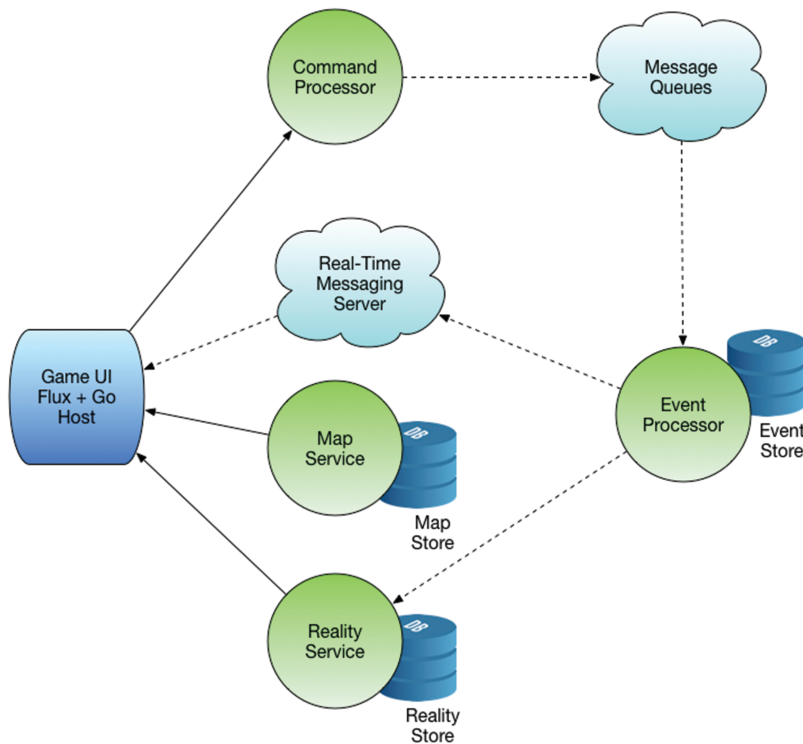 Command
Processor
Message
Queues
Real-Time
Messaging
Server
DB
Game UI
Flux + Go
Host
Event
Processor
Event
Store
Map
Service
DB
Map
Store
Reality
Service
DB
Reality
Store